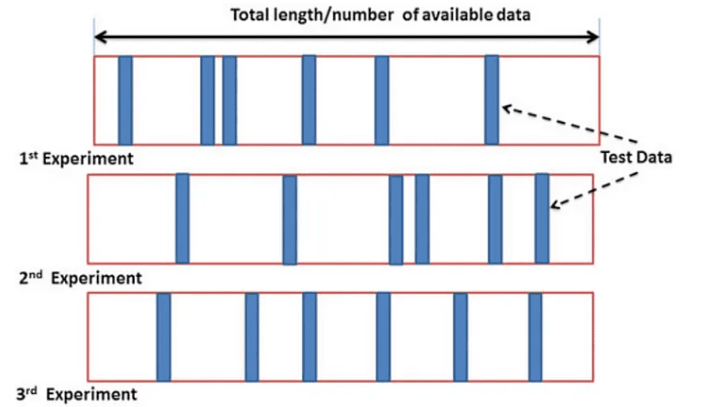 Total length/number of available data
1st Experiment
Test Data
2nd Experiment
3rd Experiment